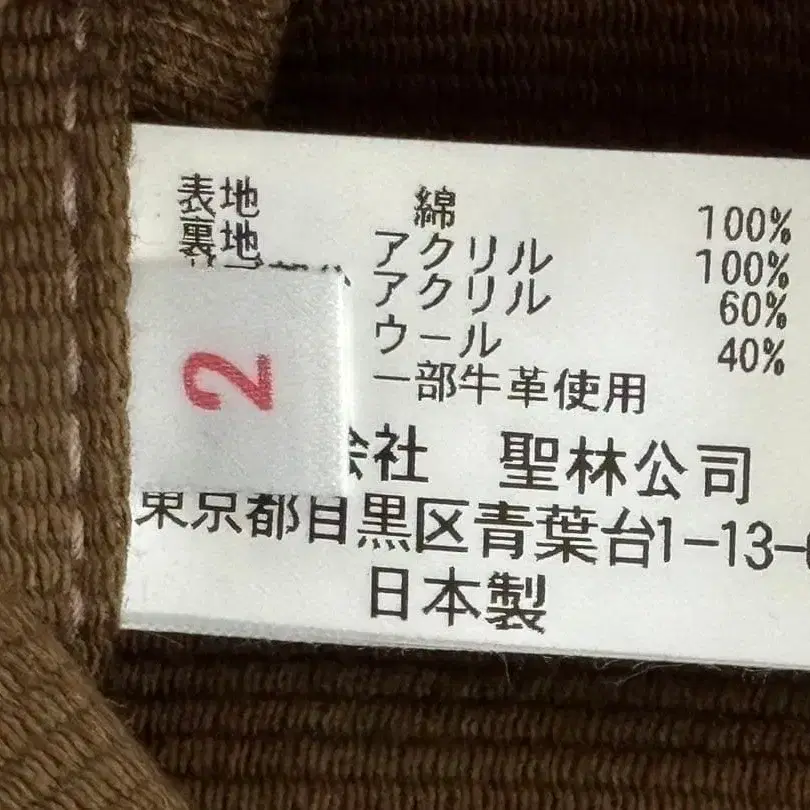 表地 綿 100%
裏地 アクリル 100%
アクリル 60%
ウール 40%
一部牛革使用
2
会社 聖林公司
東京都目黒区青葉台1-13-
日本製